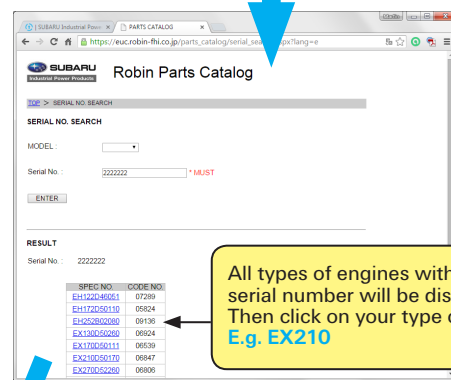 SUBARU Industrial Powe
PARTS CATALOG
https://euc.robin-fhi.co.jp/parts_catalog/serial_sea px?lang=e
SUBARU
Industrial Power Products
Robin Parts Catalog
TOP > SERIAL NO. SEARCH
SERIAL NO. SEARCH
MODEL :
Serial No. : 2222222 * MUST
ENTER
RESULT
Serial No. : 2222222
SPEC NO. CODE NO.
EH122D46051 07289
EH172D50110 05824
EH252B02080 09136
EX130D50260 06924
EX170D50111 06539
EX210D50170 06847
EX270D52260 06806
All types of engines with
serial number will be dis
Then click on your type
E.g. EX210